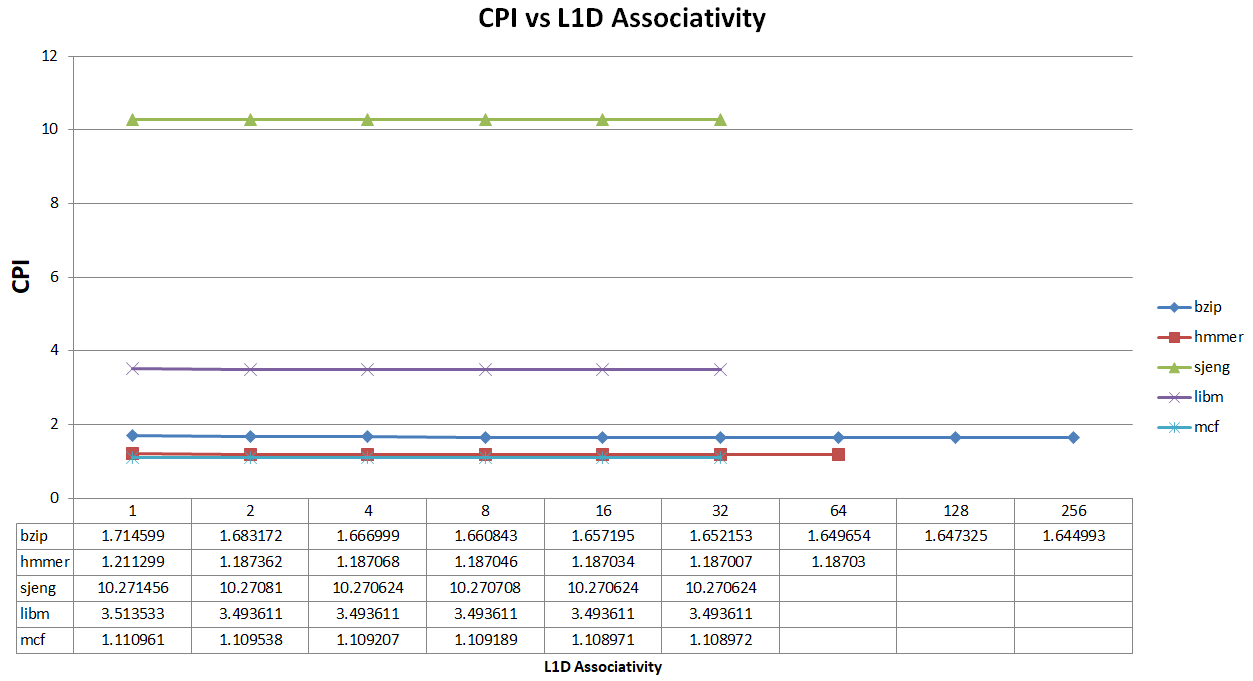 CPI vs L1D Associativity
12
10
8
6
4
2
0
CPI
bzip
hmmer
sjeng
libm
mcf
1 2 4 8 16 32 64 128 256
bzip 1.714599 1.683172 1.666999 1.660843 1.657195 1.652153 1.649654 1.647325 1.644993
hmmer 1.211299 1.187362 1.187068 1.187046 1.187034 1.187007 1.18703
sjeng 10.271456 10.27081 10.270624 10.270708 10.270624 10.270624
libm 3.513533 3.493611 3.493611 3.493611 3.493611 3.493611
mcf 1.110961 1.109538 1.109207 1.109189 1.108971 1.108972
L1D Associativity